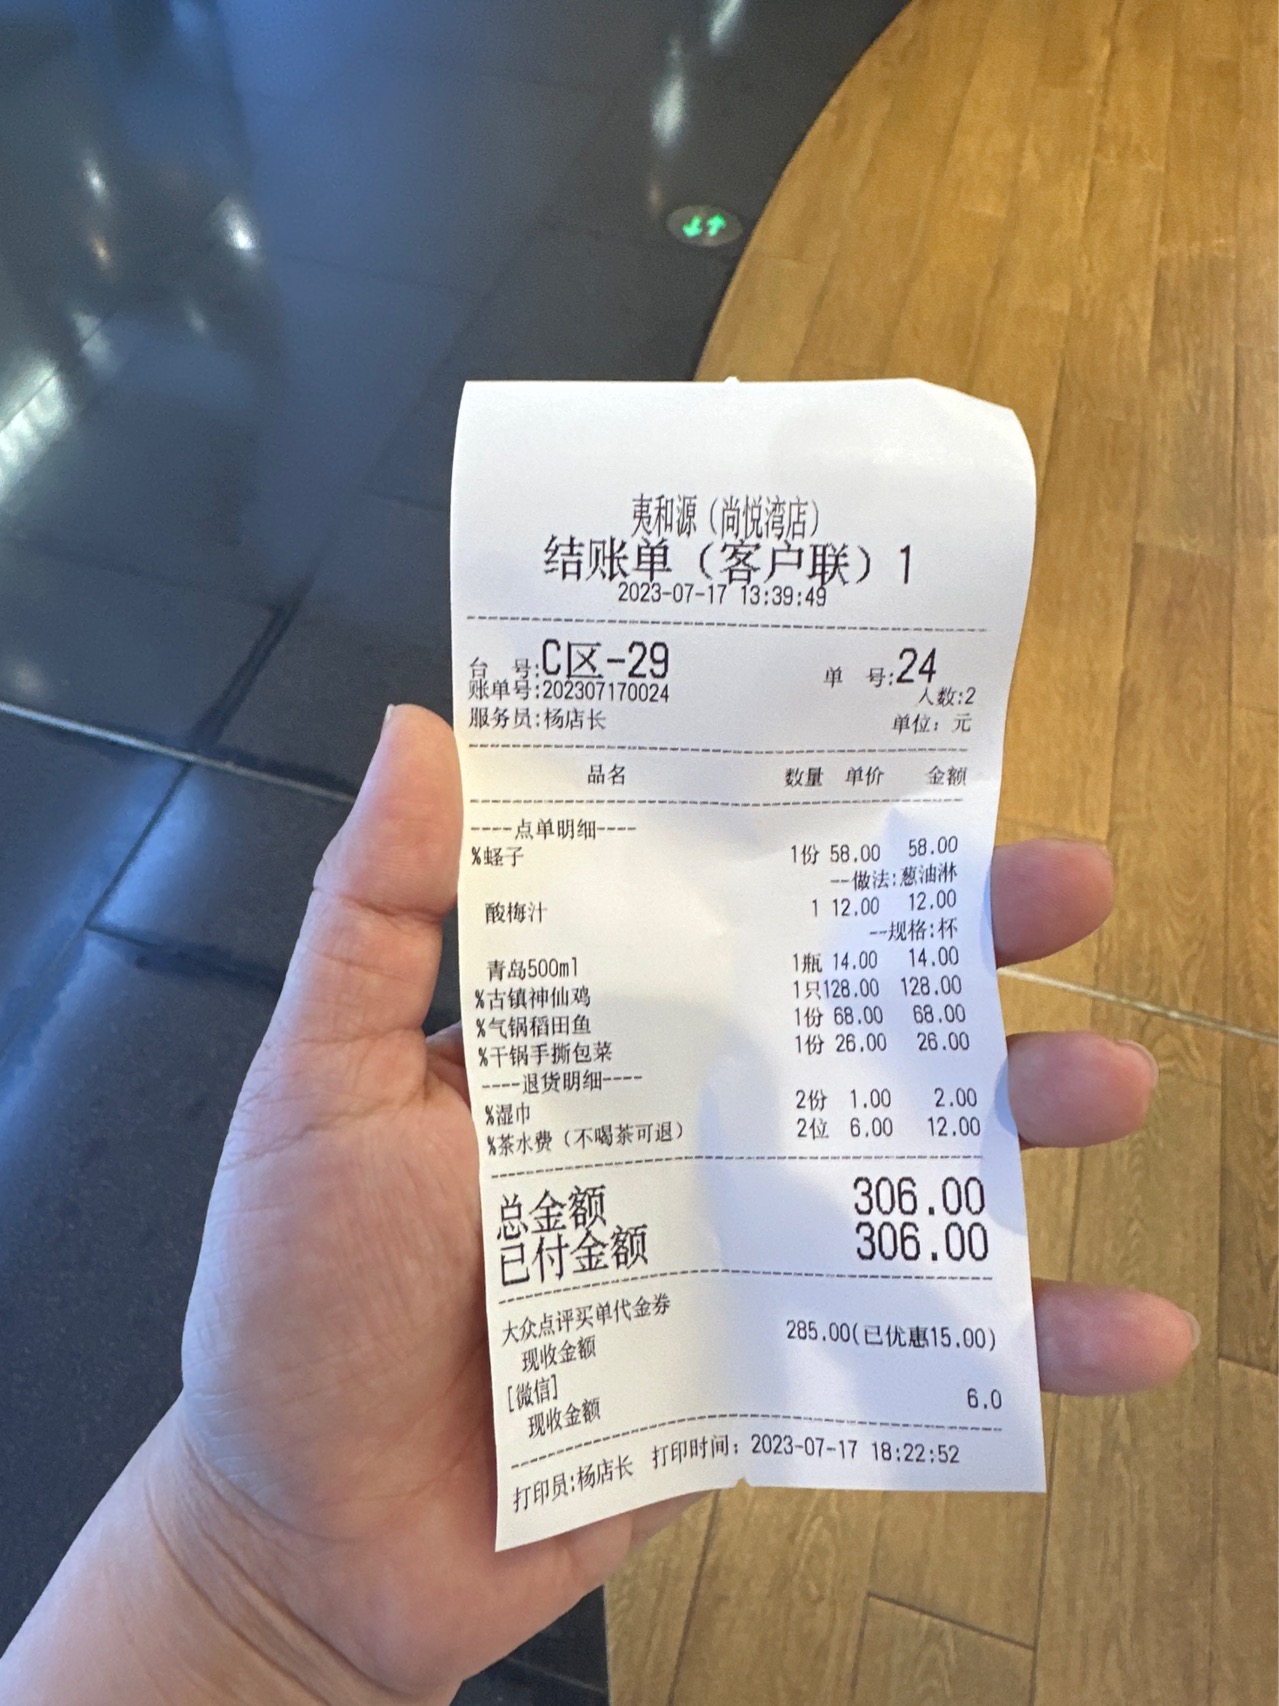 夷和源（尚悦湾店）
结账单（客户联）1
2023-07-17 13:39:49
台 号:C区-29 单 号:24
账单号:202307170024 人数:2
服务员:杨店长 单位：元
品名 数量 单价 金额
----点单明细----
%蛏子 1份 58.00 58.00
--做法:葱油淋
酸梅汁 1 12.00 12.00
--规格:杯
青岛500ml 1瓶 14.00 14.00
%古镇神仙鸡 1只128.00 128.00
%气锅稻田鱼 1份 68.00 68.00
%干锅手撕包菜 1份 26.00 26.00
----退货明细----
%湿巾 2份 1.00 2.00
%茶水费（不喝茶可退） 2位 6.00 12.00
总金额 306.00
已付金额 306.00
大众点评买单代金券
现收金额 285.00(已优惠15.00)
[微信]
现收金额 6.0
打印员:杨店长 打印时间：2023-07-17 18:22:52